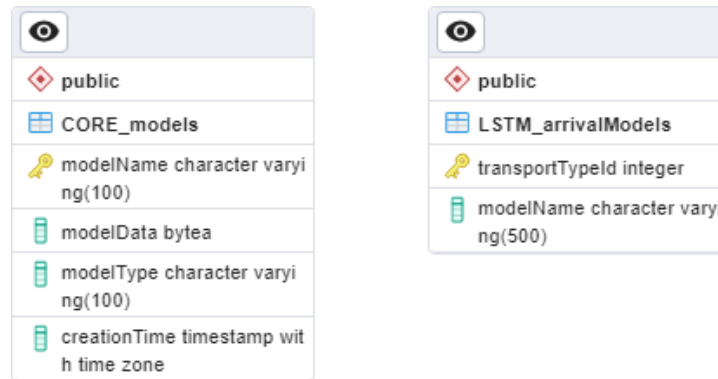 public
CORE_models
modelName character varyi
ng(100)
modelData bytea
modelType character varyi
ng(100)
creationTime timestamp wit
h time zone
public
LSTM_arrivalModels
transportTypeId integer
modelName character varyi
ng(500)